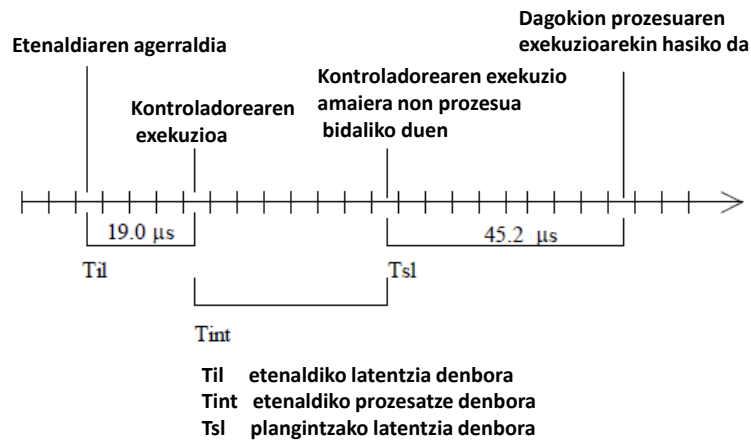 Dagokion prozesuaren
exekuzioarekin hasiko da
Etenaldiaren agerraldia
Kontroladorearen exekuzio
amaiera non prozesua
bidaliko duen
Kontroladorearen
exekuzioa
19.0 µs
45.2 µs
Til
Tsl
Tint
Til etenaldiko latentzia denbora
Tint etenaldiko prozesatze denbora
Tsl plangintzako latentzia denbora